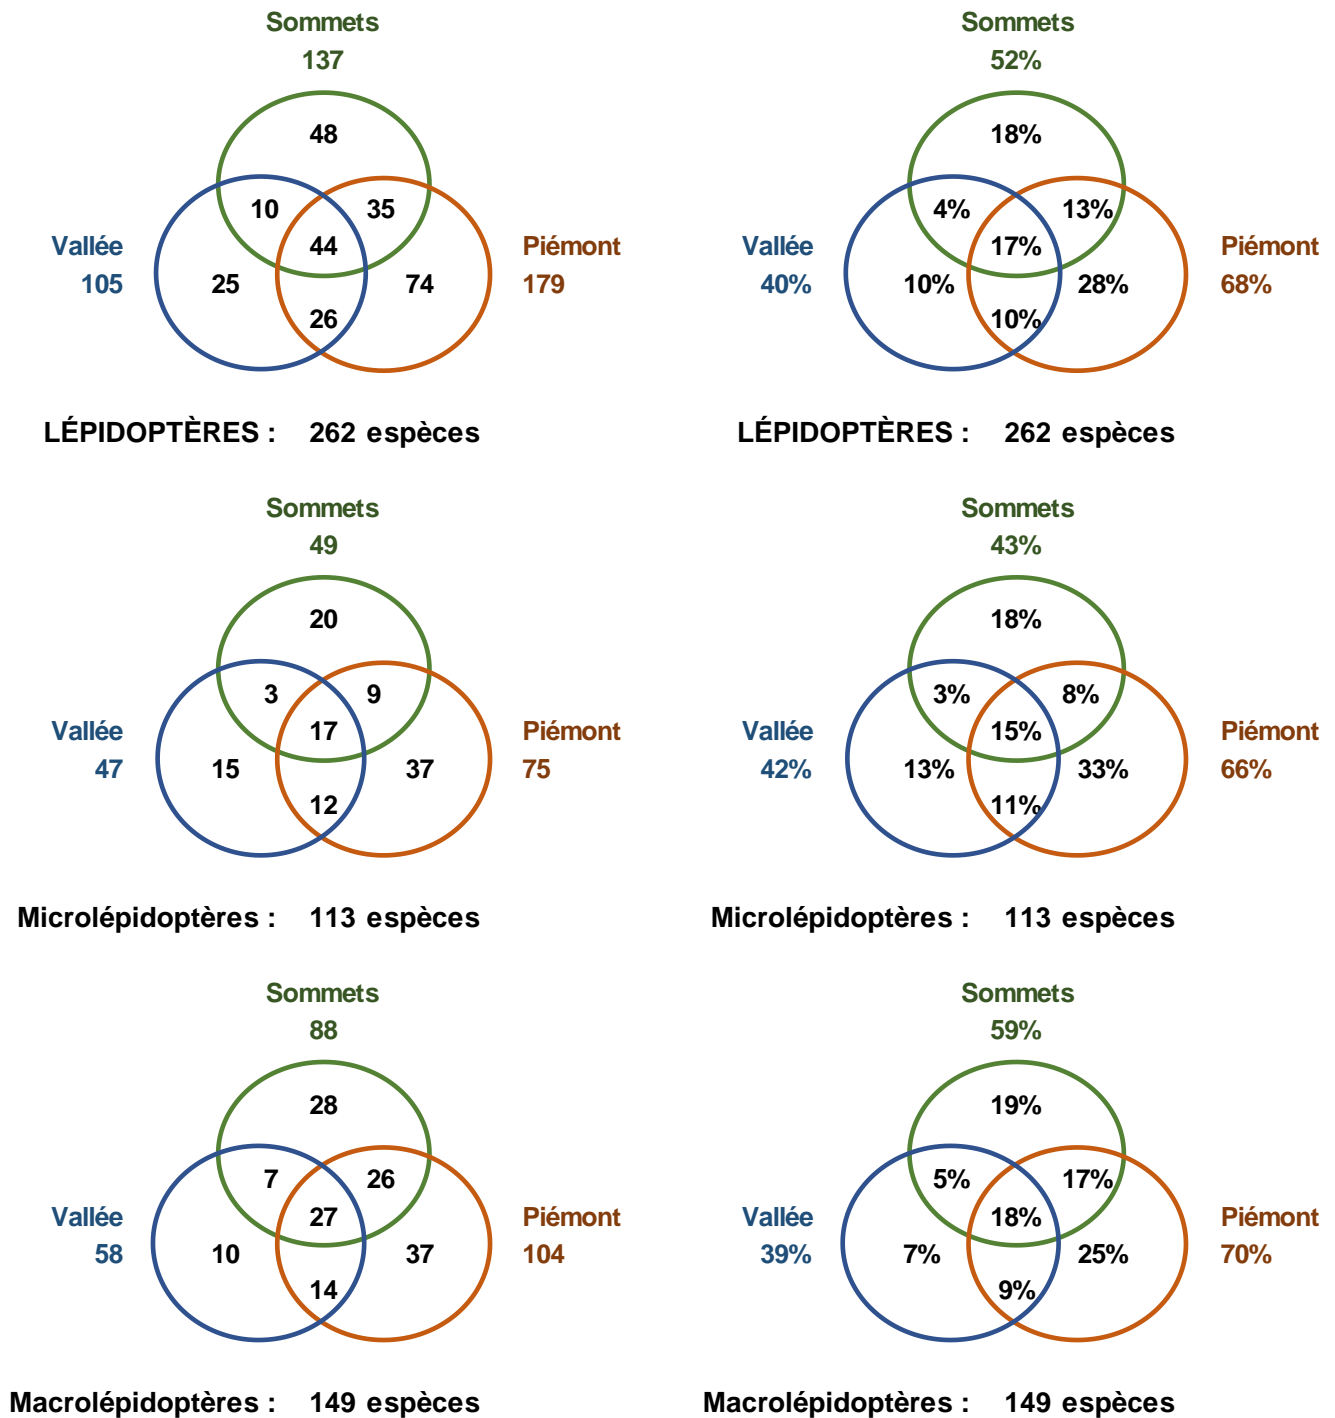 Sommets
137
48
10 35
Vallée 44 Piémont
105 25 74 179
26
LÉPIDOPTÈRES : 262 espèces
Sommets
52%
18%
4% 13%
Vallée 17% Piémont
40% 10% 28% 68%
10%
LÉPIDOPTÈRES : 262 espèces
Sommets
49
20
3 9
Vallée 17 Piémont
47 15 37 75
12
Microlépidoptères : 113 espèces
Sommets
43%
18%
3% 8%
Vallée 15% Piémont
42% 13% 33% 66%
11%
Microlépidoptères : 113 espèces
Sommets
88
28
7 26
Vallée 27 Piémont
58 10 37 104
14
Macrolépidoptères : 149 espèces
Sommets
59%
19%
5% 17%
Vallée 18% Piémont
39% 7% 25% 70%
9%
Macrolépidoptères : 149 espèces